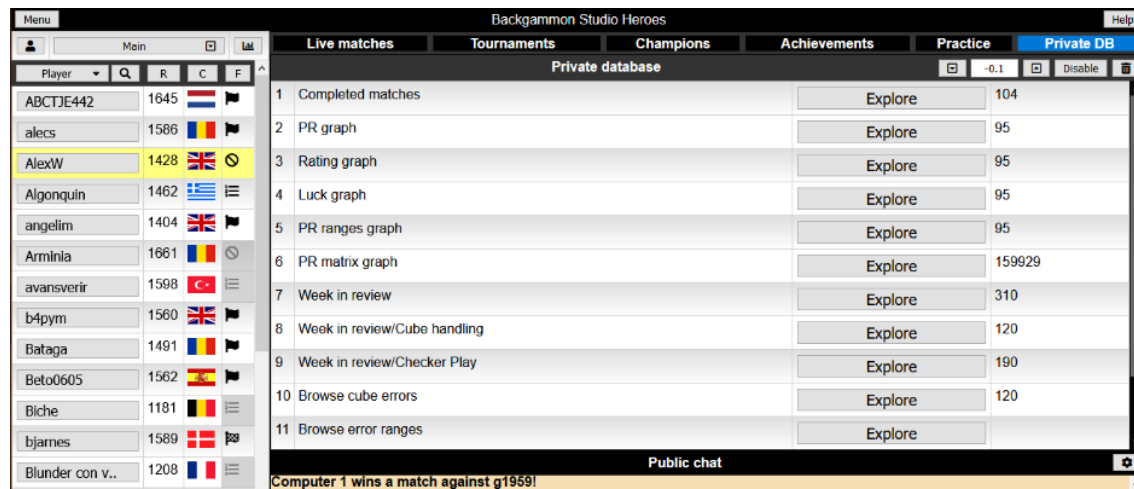 Menu Backgammon Studio Heroes Help
Main Live matches Tournaments Champions Achievements Practice Private DB
Player R C F Private database -0.1 Disable
ABCTJE442 1645
alecs 1586
AlexW 1428
Algonquin 1462
angelim 1404
Arminia 1661
avansverir 1598
b4pym 1560
Bataga 1491
Beto0605 1562
Biche 1181
bjarnes 1589
Blunder con v.. 1208
1 Completed matches Explore 104
2 PR graph Explore 95
3 Rating graph Explore 95
4 Luck graph Explore 95
5 PR ranges graph Explore 95
6 PR matrix graph Explore 159929
7 Week in review Explore 310
8 Week in review/Cube handling Explore 120
9 Week in review/Checker Play Explore 190
10 Browse cube errors Explore 120
11 Browse error ranges Explore
Public chat
Computer 1 wins a match against g1959!